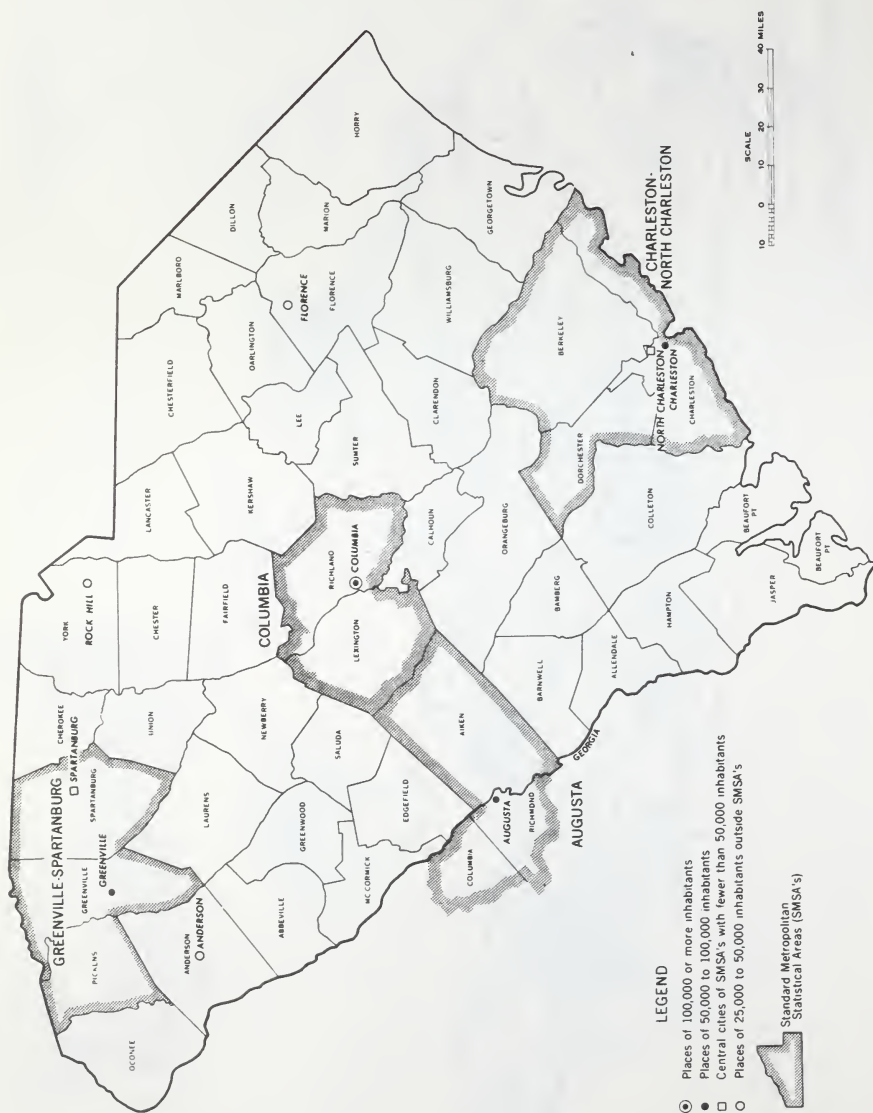 GREENVILLE-SPARTANBURG
OCONEE
PICKENS
GREENVILLE
GREENVILLE
SPARTANBURG
SPARTANBURG
CHEROKEE
YORK
ROCK HILL
ANDERSON
ANDERSON
LAURENS
UNION
CHESTER
LANCASTER
CHESTERFIELD
MARLBORO
DILLON
ABBEVILLE
GREENWOOD
NEWBERRY
FAIRFIELD
KERSHAW
DARLINGTON
FLORENCE
FLORENCE
MARION
HORRY
MC CORMICK
EDGEFIELD
SALUDA
COLUMBIA
LEXINGTON
RICHLAND
COLUMBIA
LEE
SUMTER
CLARENDON
WILLIAMSBURG
GEORGETOWN
COLUMBIA
AUGUSTA
RICHMOND
AUGUSTA
AIKEN
GEORGIA
CALHOUN
ORANGEBURG
BARNWELL
BAMBERG
ALLENDALE
HAMPTON
DORCHESTER
BERKELEY
CHARLESTON-
NORTH CHARLESTON
NORTH CHARLESTON
CHARLESTON
CHARLESTON
COLLETON
JASPER
BEAUFORT
PT
BEAUFORT
PT
LEGEND
Places of 100,000 or more inhabitants
Places of 50,000 to 100,000 inhabitants
Central cities of SMSA's with fewer than 50,000 inhabitants
Places of 25,000 to 50,000 inhabitants outside SMSA's
Standard Metropolitan
Statistical Areas (SMSA's)
SCALE
10 0 10 20 30 40 MILES